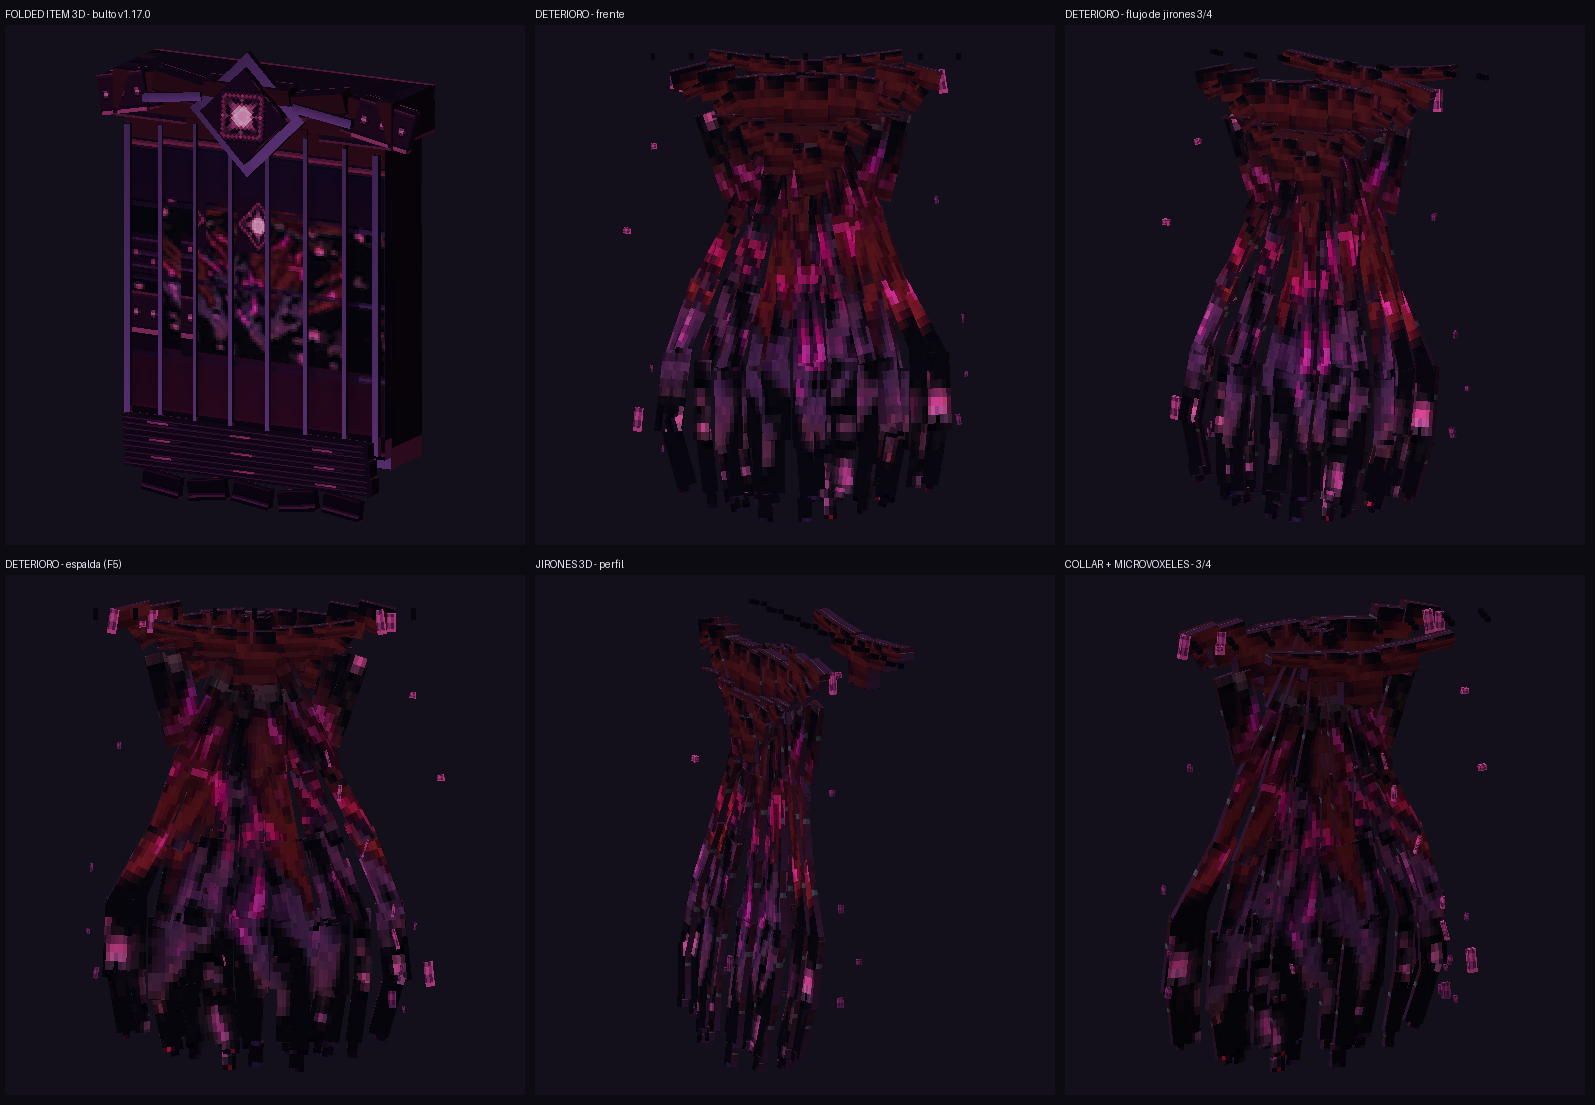 FOLDED ITEM 3D - bulto v1.17.0
DETERIORO - frente
DETERIORO - flujo de jirones 3/4
DETERIORO - espalda (F5)
JIRONES 3D - perfil
COLLAR + MICROVOXELES - 3/4